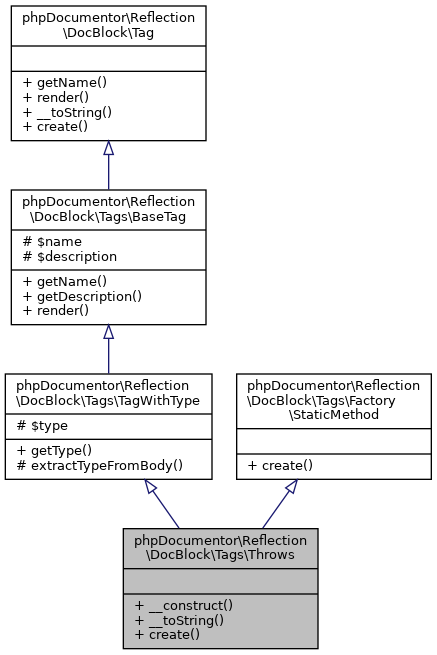 phpDocumentor\Reflection
\DocBlock\Tag
+ getName()
+ render()
+ __toString()
+ create()
phpDocumentor\Reflection
\DocBlock\Tags\BaseTag
# $name
# $description
+ getName()
+ getDescription()
+ render()
phpDocumentor\Reflection
\DocBlock\Tags\TagWithType
# $type
+ getType()
# extractTypeFromBody()
phpDocumentor\Reflection
\DocBlock\Tags\Factory
\StaticMethod
+ create()
phpDocumentor\Reflection
\DocBlock\Tags\Throws
+ __construct()
+ __toString()
+ create()